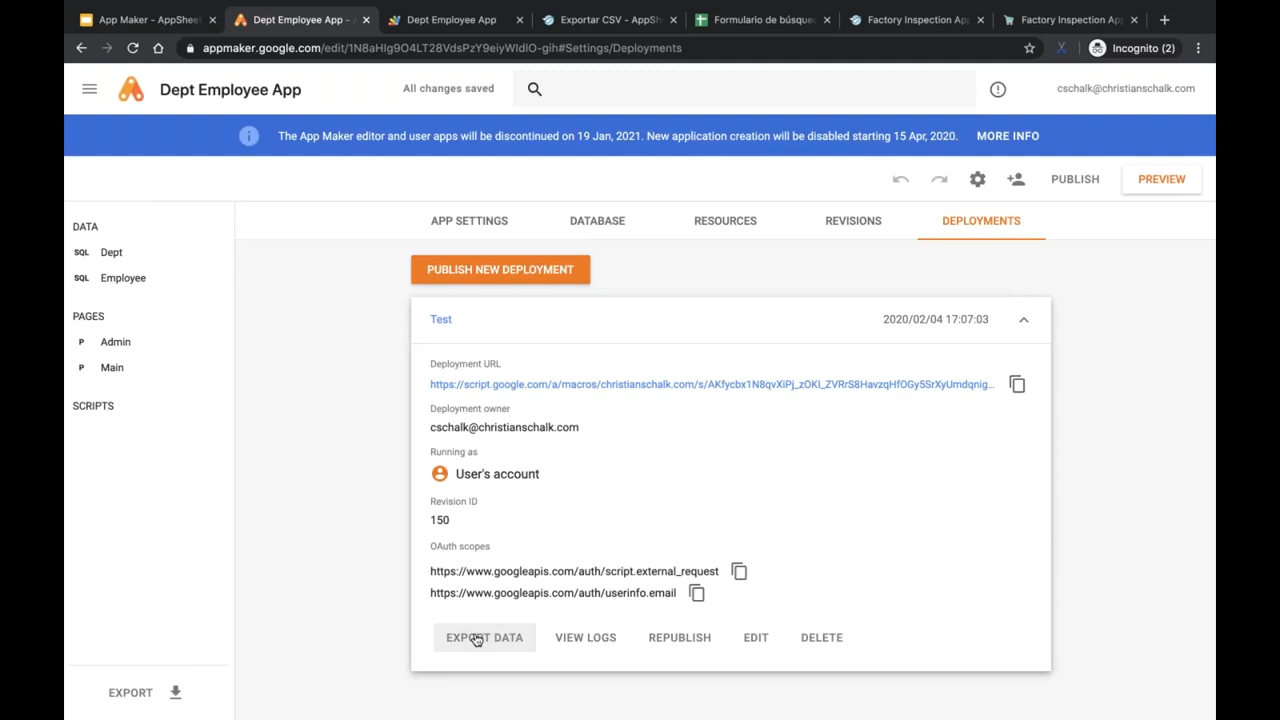 App Maker - AppSheet
Dept Employee App -
Dept Employee App
Exportar CSV - AppSh
Formulario de búsque
Factory Inspection Ap
Factory Inspection Ap
appmaker.google.com/edit/1N8aHIg9O4LT28VdsPzY9eiyWIdIO-gih#Settings/Deployments
Incognito (2)
Dept Employee App
All changes saved
cschalk@christianschalk.com
The App Maker editor and user apps will be discontinued on 19 Jan, 2021. New application creation will be disabled starting 15 Apr, 2020. MORE INFO
PUBLISH
PREVIEW
DATA
SQL Dept
SQL Employee
PAGES
P Admin
P Main
SCRIPTS
EXPORT
APP SETTINGS
DATABASE
RESOURCES
REVISIONS
DEPLOYMENTS
PUBLISH NEW DEPLOYMENT
Test
2020/02/04 17:07:03
Deployment URL
https://script.google.com/a/macros/christianschalk.com/s/AKfycbx1N8qvXiPj_zOKI_ZVRrS8HavzqHfOGy5SrXyUmdqnig...
Deployment owner
cschalk@christianschalk.com
Running as
User's account
Revision ID
150
OAuth scopes
https://www.googleapis.com/auth/script.external_request
https://www.googleapis.com/auth/userinfo.email
EXPORT DATA
VIEW LOGS
REPUBLISH
EDIT
DELETE